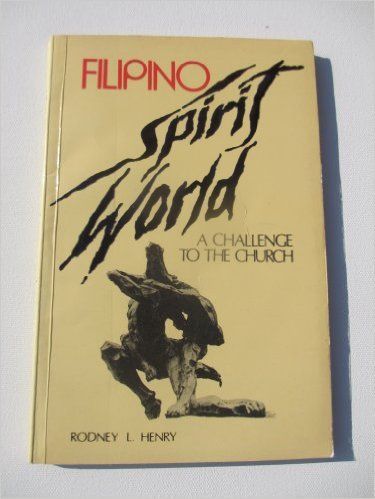 FILIPINO
Spirit
World
A CHALLENGE
TO THE CHURCH
RODNEY L. HENRY